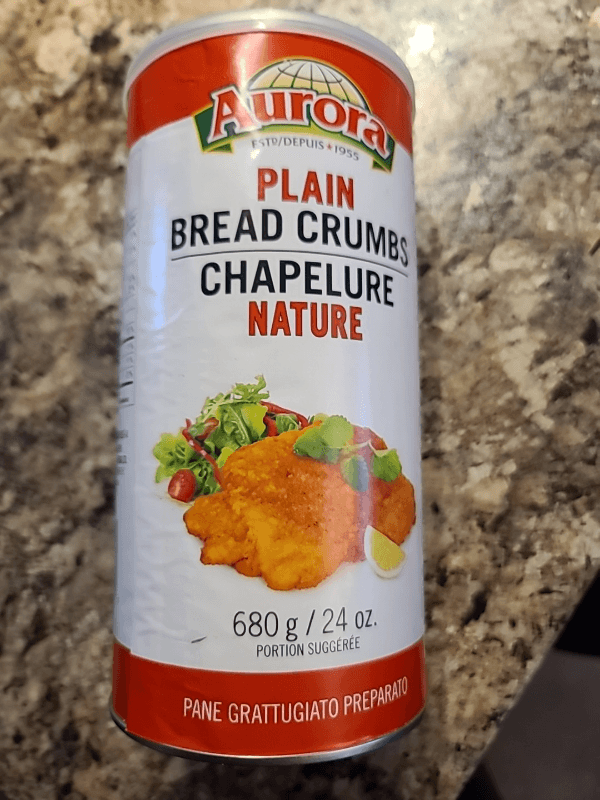 Aurora
ESTD/DEPUIS ★ 1955
PLAIN
BREAD CRUMBS
CHAPELURE
NATURE
680 g / 24 oz.
PORTION SUGGÉRÉE
PANE GRATTUGIATO PREPARATO